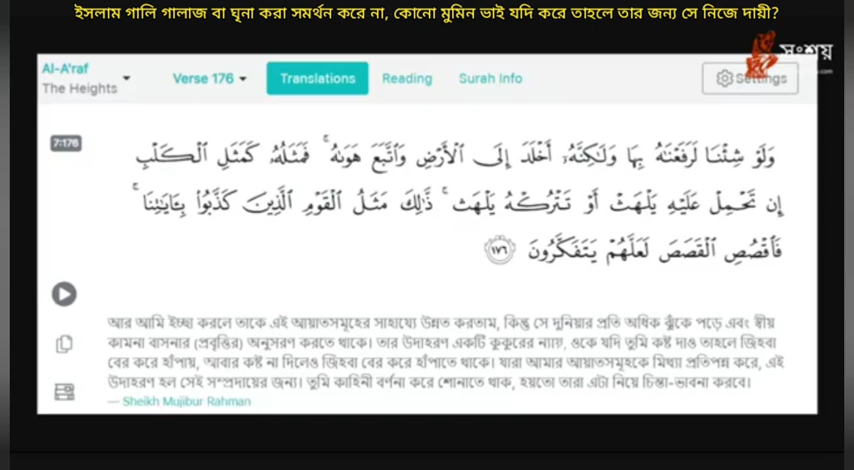 ইসলাম গালি গালাজ বা ঘৃনা করা সমর্থন করে না, কোনো মুমিন ভাই যদি করে তাহলে তার জন্য সে নিজে দায়ী?
সংশয়
.com
Al-A'raf
The Heights
Verse 176
Translations
Reading
Surah Info
Settings
7:176
وَلَوْ شِئْنَا لَرَفَعْنَـٰهُ بِهَا وَلَـٰكِنَّهُۥٓ أَخْلَدَ إِلَى ٱلْأَرْضِ وَٱتَّبَعَ هَوَىٰهُ ۚ فَمَثَلُهُۥ كَمَثَلِ ٱلْكَلْبِ
إِن تَحْمِلْ عَلَيْهِ يَلْهَثْ أَوْ تَتْرُكْهُ يَلْهَث ۚ ذَّٰلِكَ مَثَلُ ٱلْقَوْمِ ٱلَّذِينَ كَذَّبُوا۟ بِـَٔايَـٰتِنَا ۚ
فَٱقْصُصِ ٱلْقَصَصَ لَعَلَّهُمْ يَتَفَكَّرُونَ ١٧٦
আর আমি ইচ্ছা করলে তাকে এই আয়াতসমূহের সাহায্যে উন্নত করতাম, কিন্তু সে দুনিয়ার প্রতি অধিক ঝুঁকে পড়ে এবং স্বীয়
কামনা বাসনার (প্রবৃত্তির) অনুসরণ করতে থাকে। তার উদাহরণ একটি কুকুরের ন্যায়, ওকে যদি তুমি কষ্ট দাও তাহলে জিহবা
বের করে হাঁপায়, আবার কষ্ট না দিলেও জিহবা বের করে হাঁপাতে থাকে। যারা আমার আয়াতসমূহকে মিথ্যা প্রতিপন্ন করে, এই
উদাহরণ হল সেই সম্প্রদায়ের জন্য। তুমি কাহিনী বর্ণনা করে শোনাতে থাক, হয়তো তারা এটা নিয়ে চিন্তা-ভাবনা করবে।
— Sheikh Mujibur Rahman